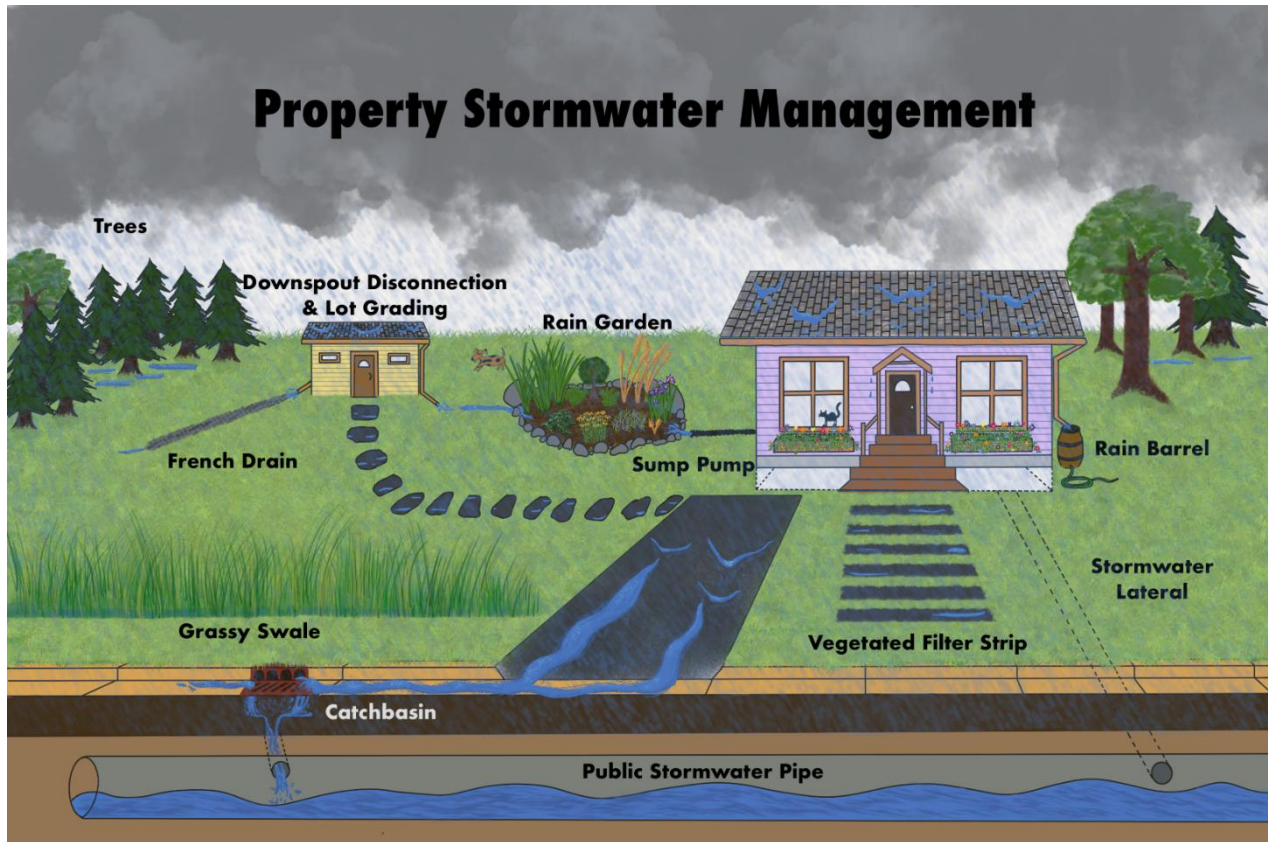 Property Stormwater Management
Trees
Downspout Disconnection
& Lot Grading
Rain Garden
French Drain
Sump Pump
Rain Barrel
Stormwater
Lateral
Grassy Swale
Vegetated Filter Strip
Catchbasin
Public Stormwater Pipe